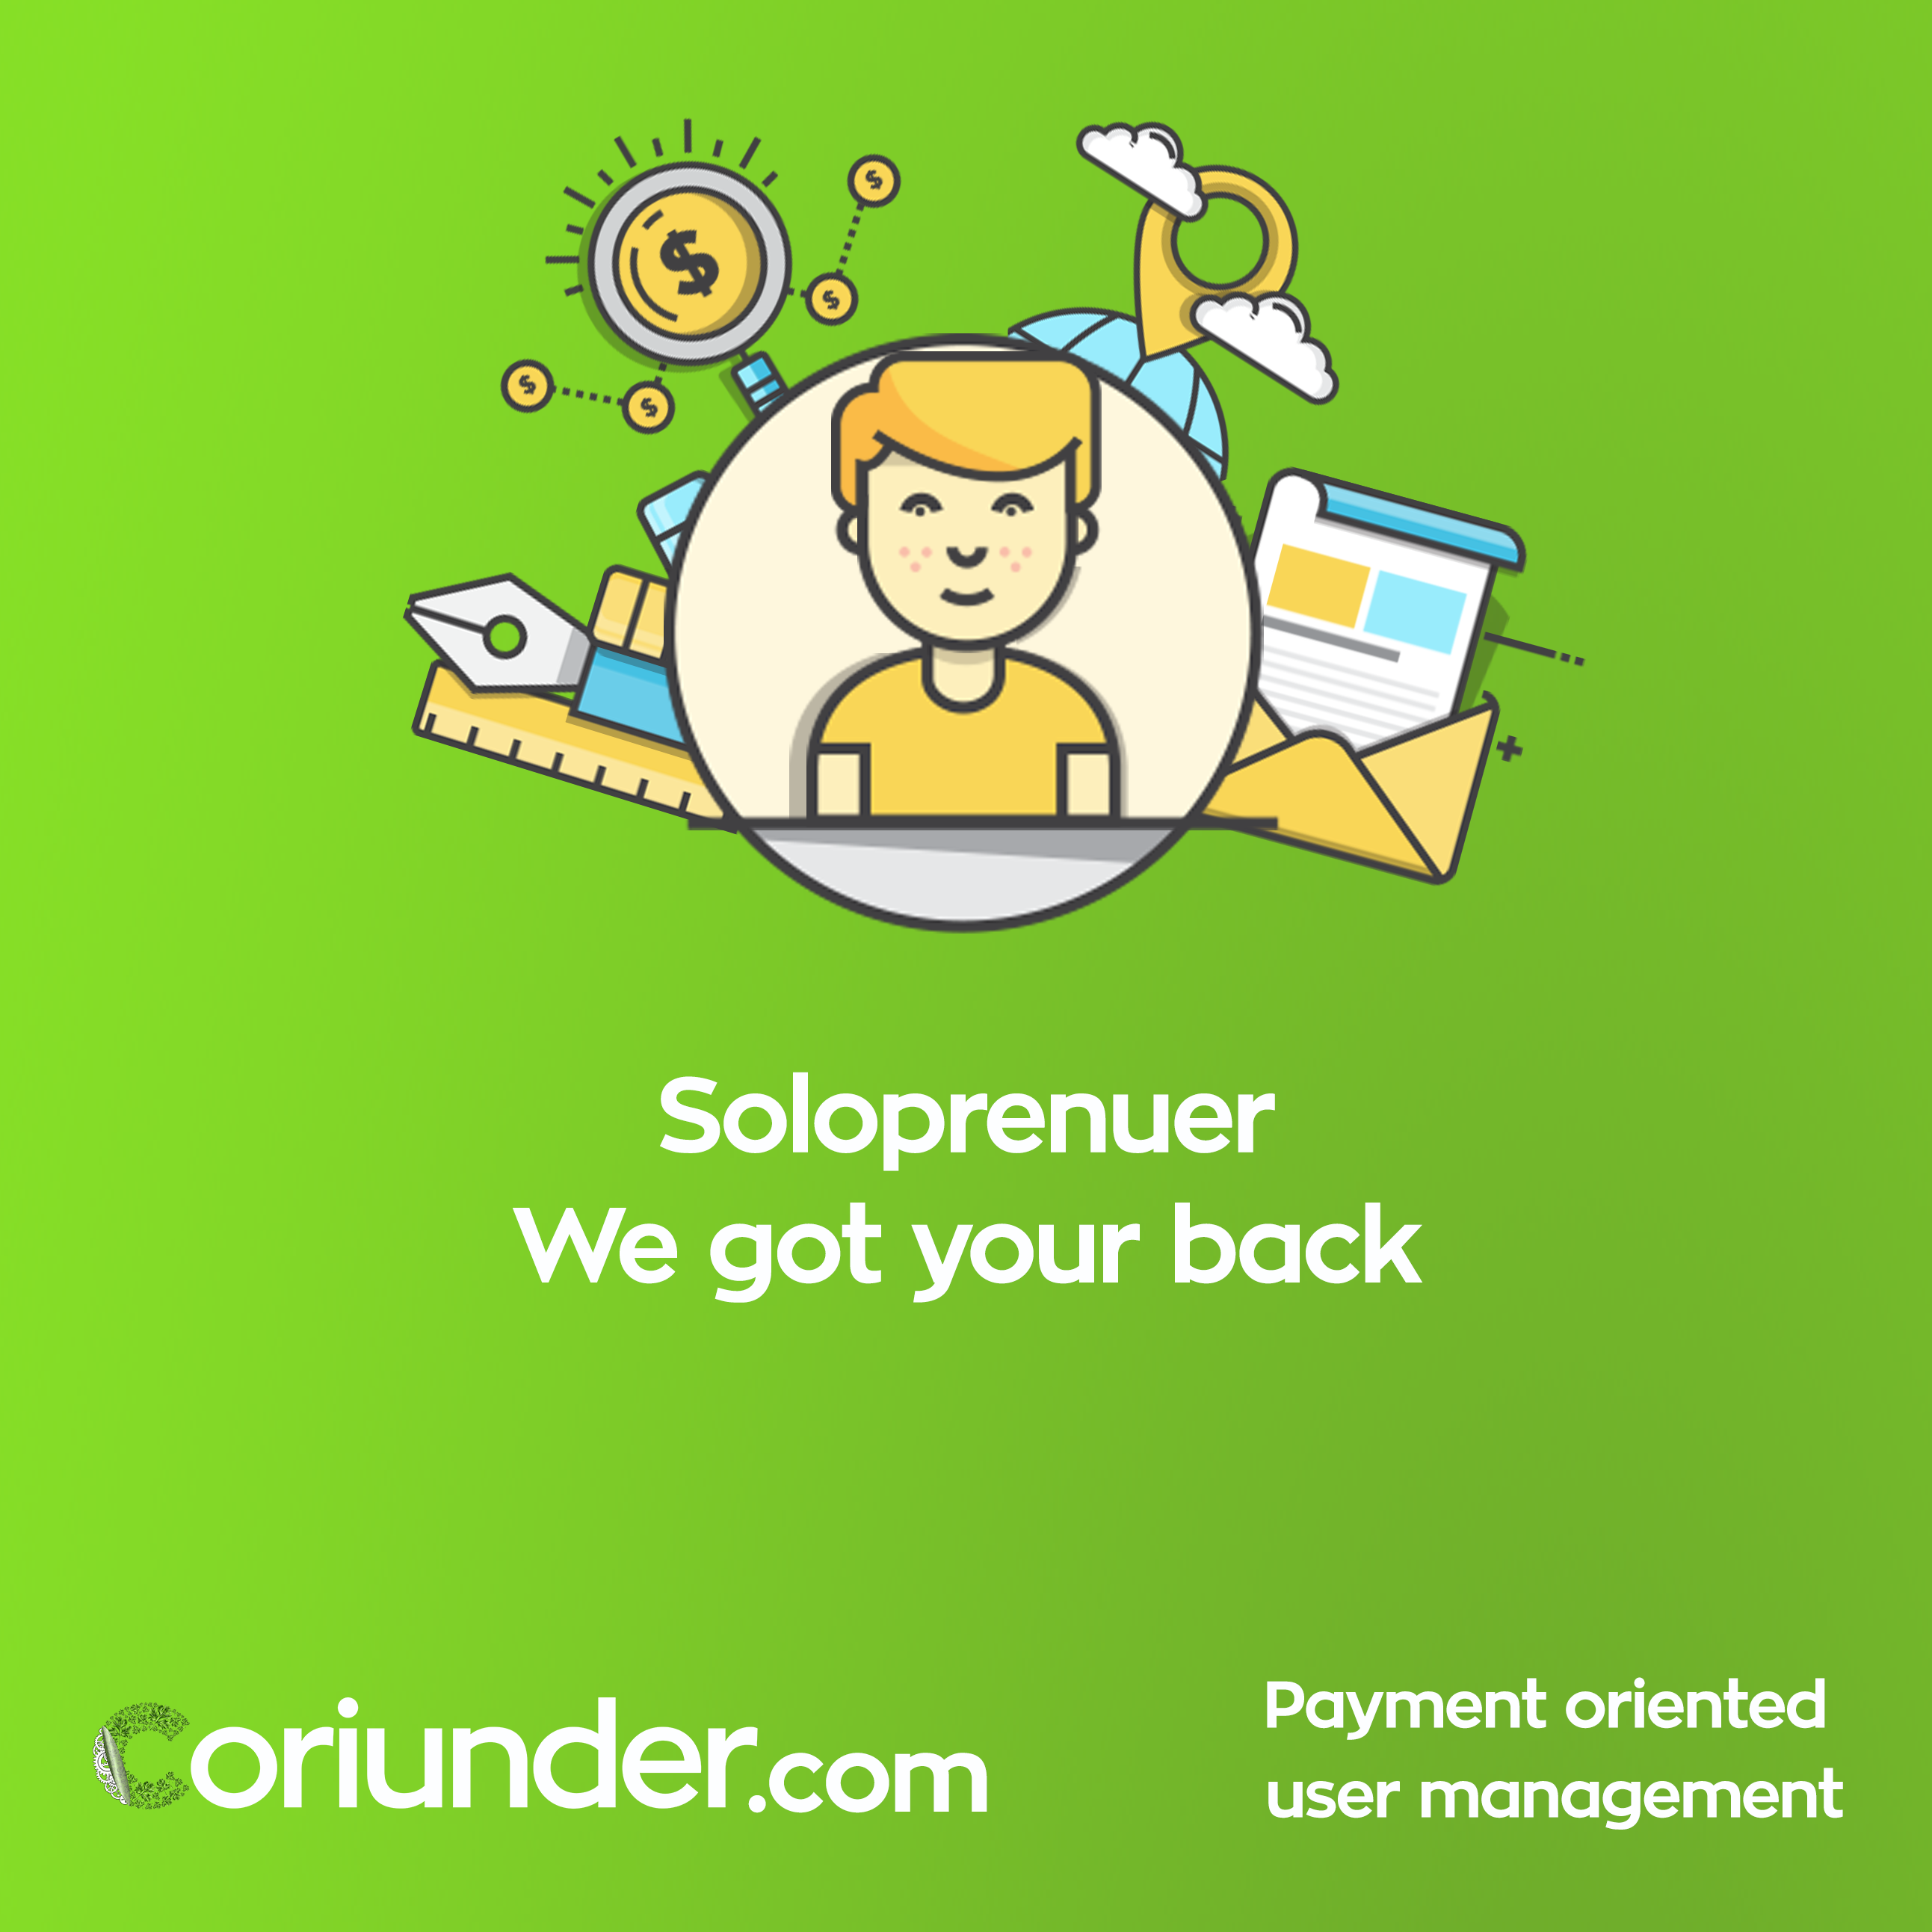 $
$
$
$
$
Soloprenuer
We got your back
Coriunder.com
Payment oriented
user management